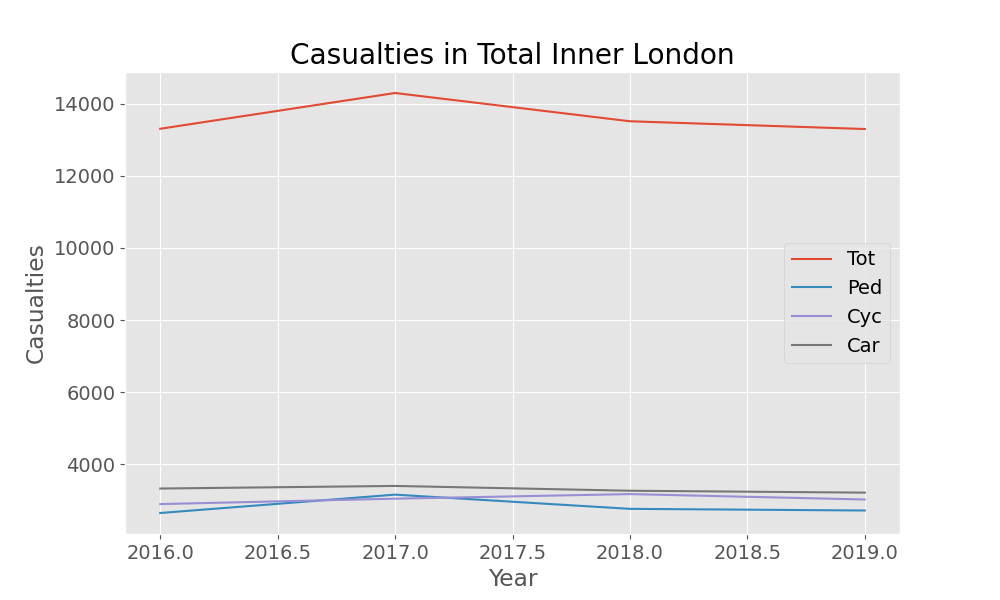 Casualties in Total Inner London
Casualties
14000
12000
10000
8000
6000
4000
Tot
Ped
Cyc
Car
2016.0 2016.5 2017.0 2017.5 2018.0 2018.5 2019.0
Year